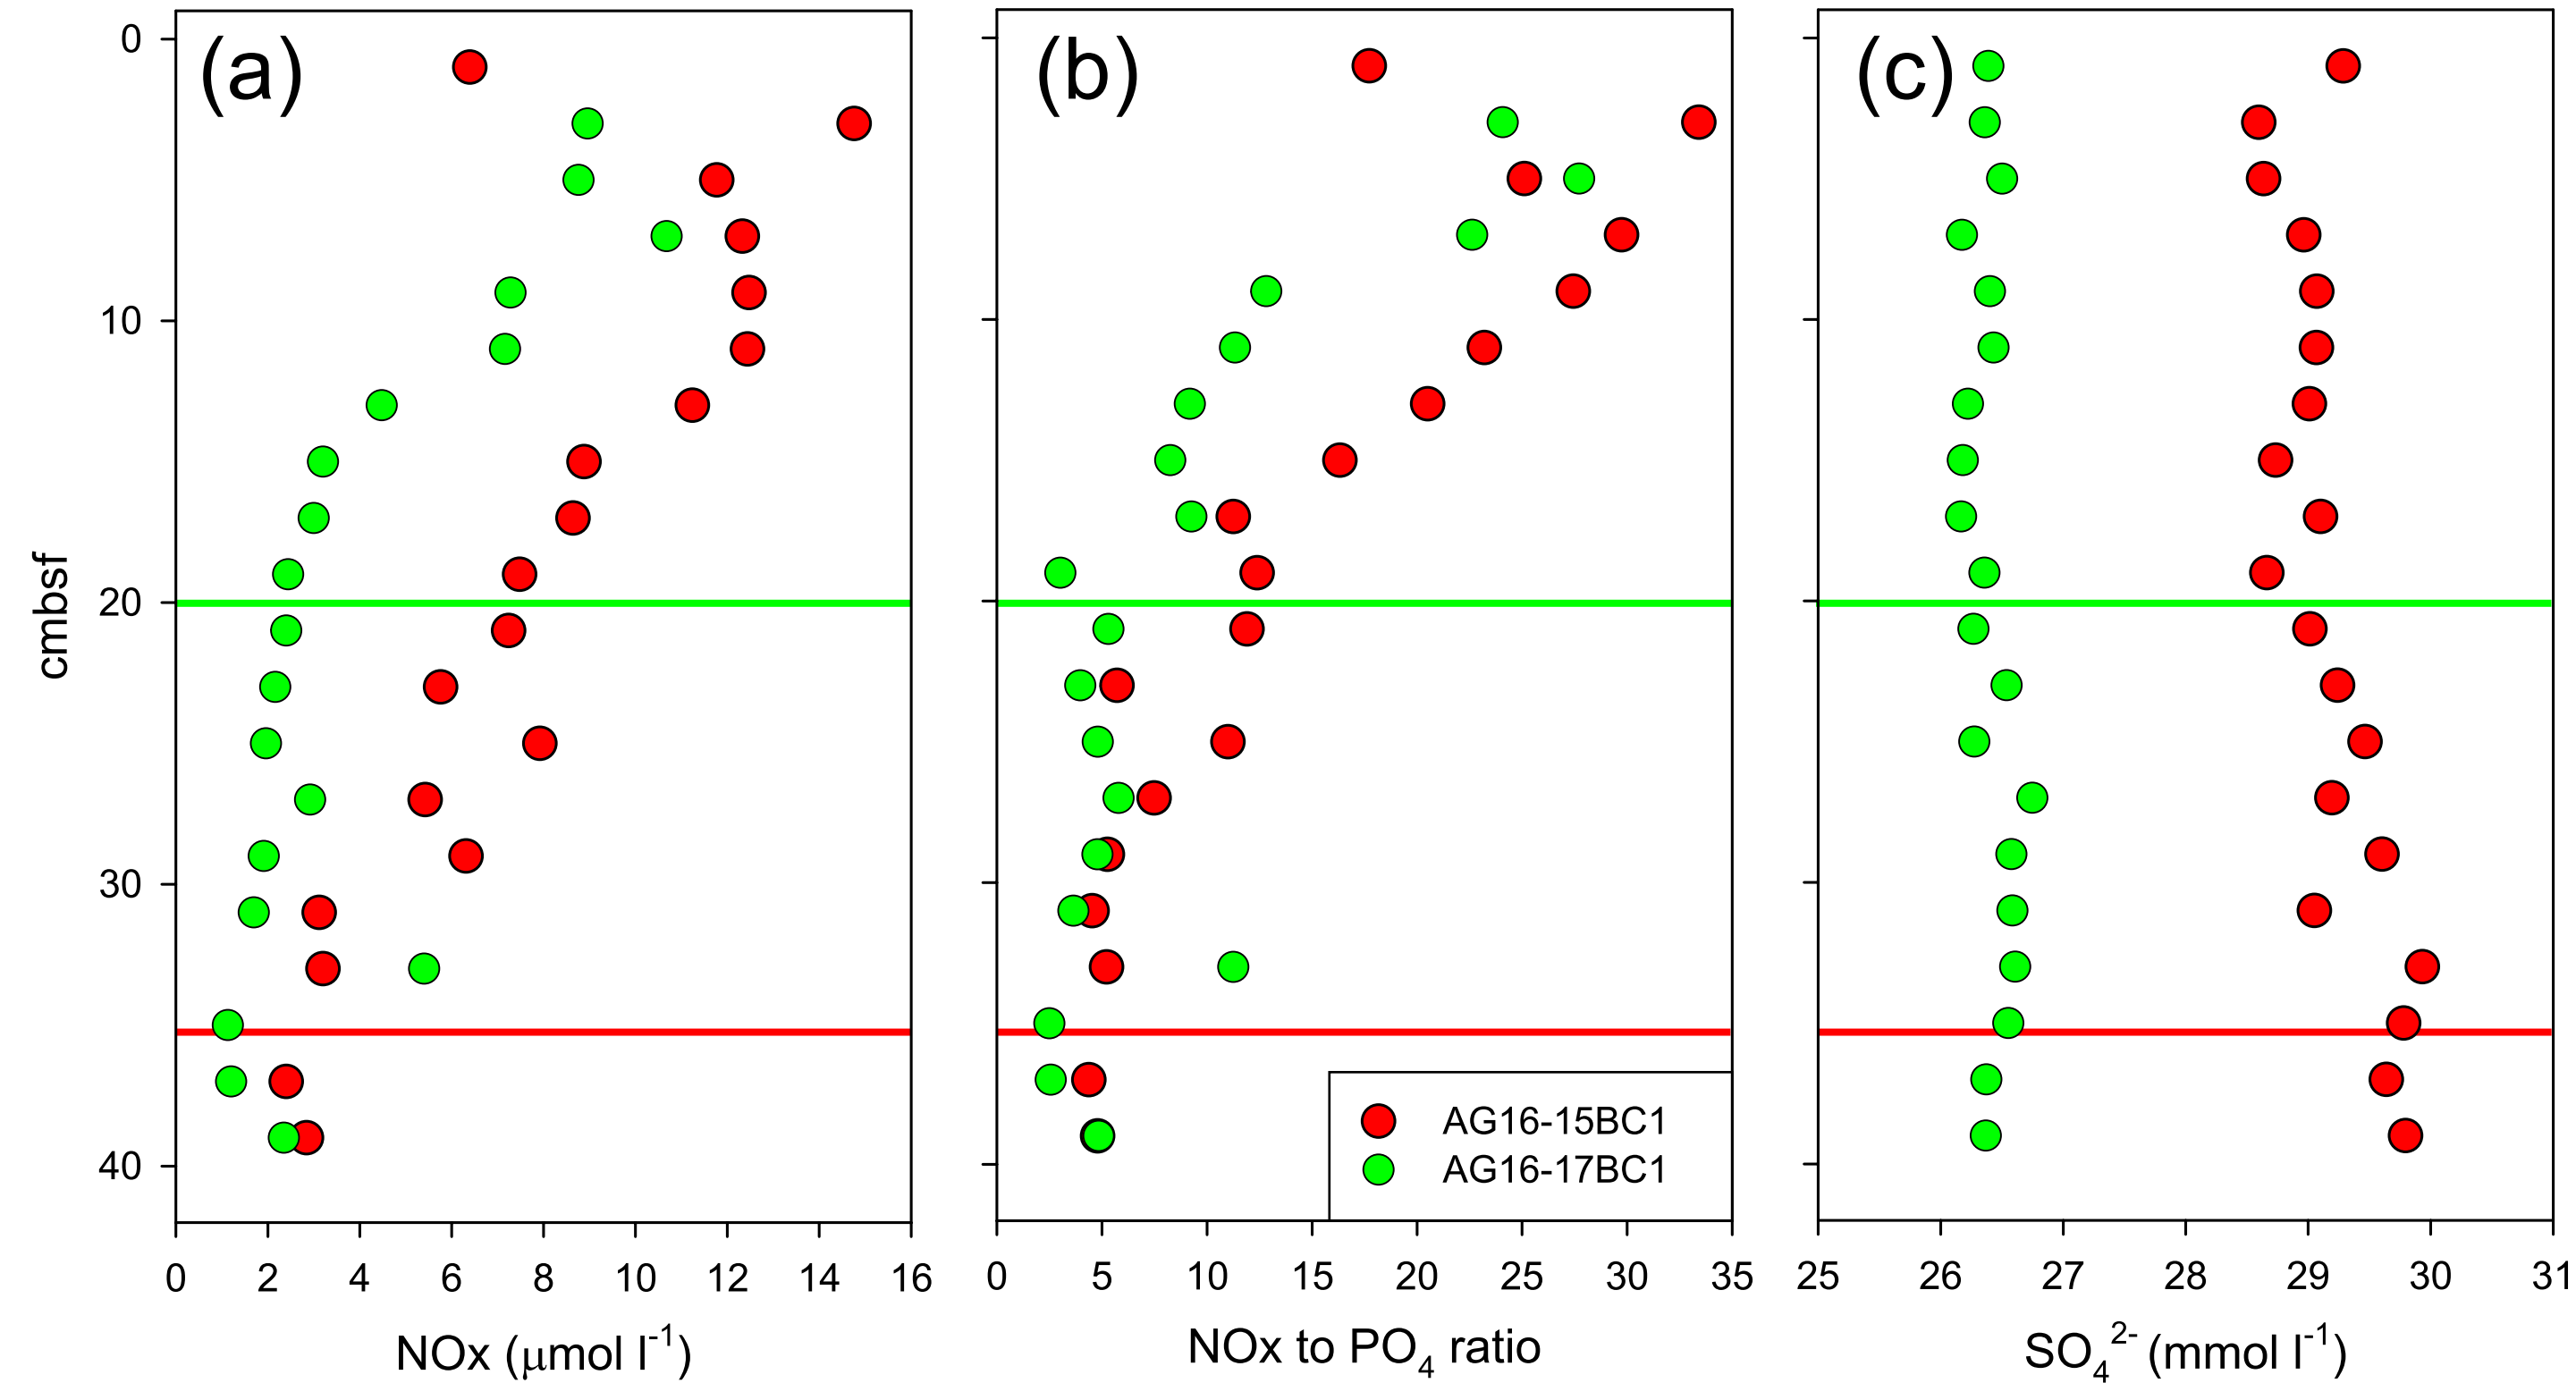 (a) (b) (c)
0
10
20
30
40
cmbsf
AG16-15BC1
AG16-17BC1
0 2 4 6 8 10 12 14 16
0 5 10 15 20 25 30 35
25 26 27 28 29 30 31
NOx (μmol l⁻¹)
NOx to PO₄ ratio
SO₄²⁻ (mmol l⁻¹)